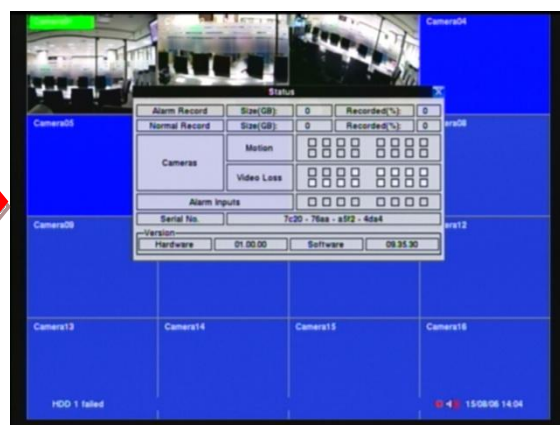 Camera04
Status
Alarm Record Size(GB): 0 Recorded(%): 0
Camera05
Normal Record Size(GB): 0 Recorded(%): 0
Cameras
Motion
Video Loss
Alarm Inputs
Serial No. 7c20 - 76aa - a5f2 - 4da4
Camera09
Version
Hardware 01.00.00 Software 09.35.30
Camera13 Camera14 Camera15 Camera16
HDD 1 failed
15/08/06 14:04